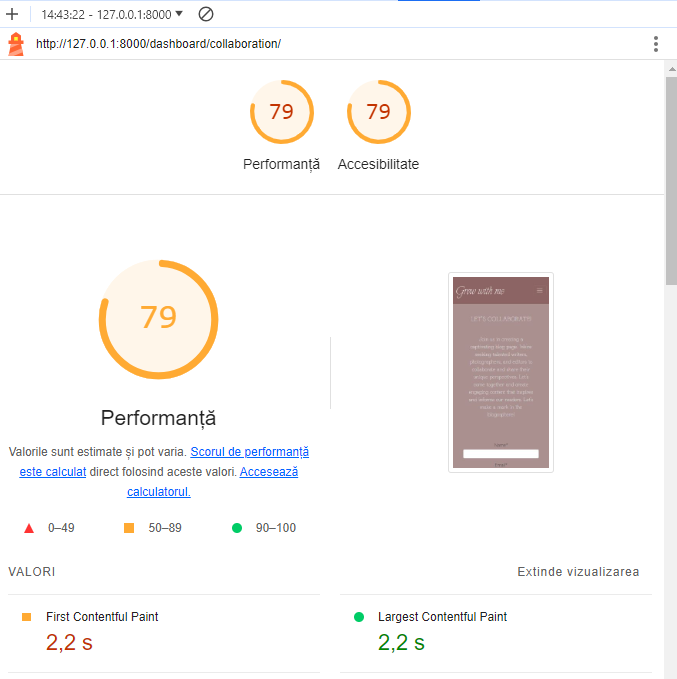 14:43:22 - 127.0.0.1:8000
http://127.0.0.1:8000/dashboard/collaboration/
79 79
Performanță Accesibilitate
79
Performanță
Valorile sunt estimate și pot varia. Scorul de performanță
este calculat direct folosind aceste valori. Accesează
calculatorul.
0–49 50–89 90–100
Grow with me
LET'S COLLABORATE
VALORI Extinde vizualizarea
First Contentful Paint Largest Contentful Paint
2,2 s 2,2 s